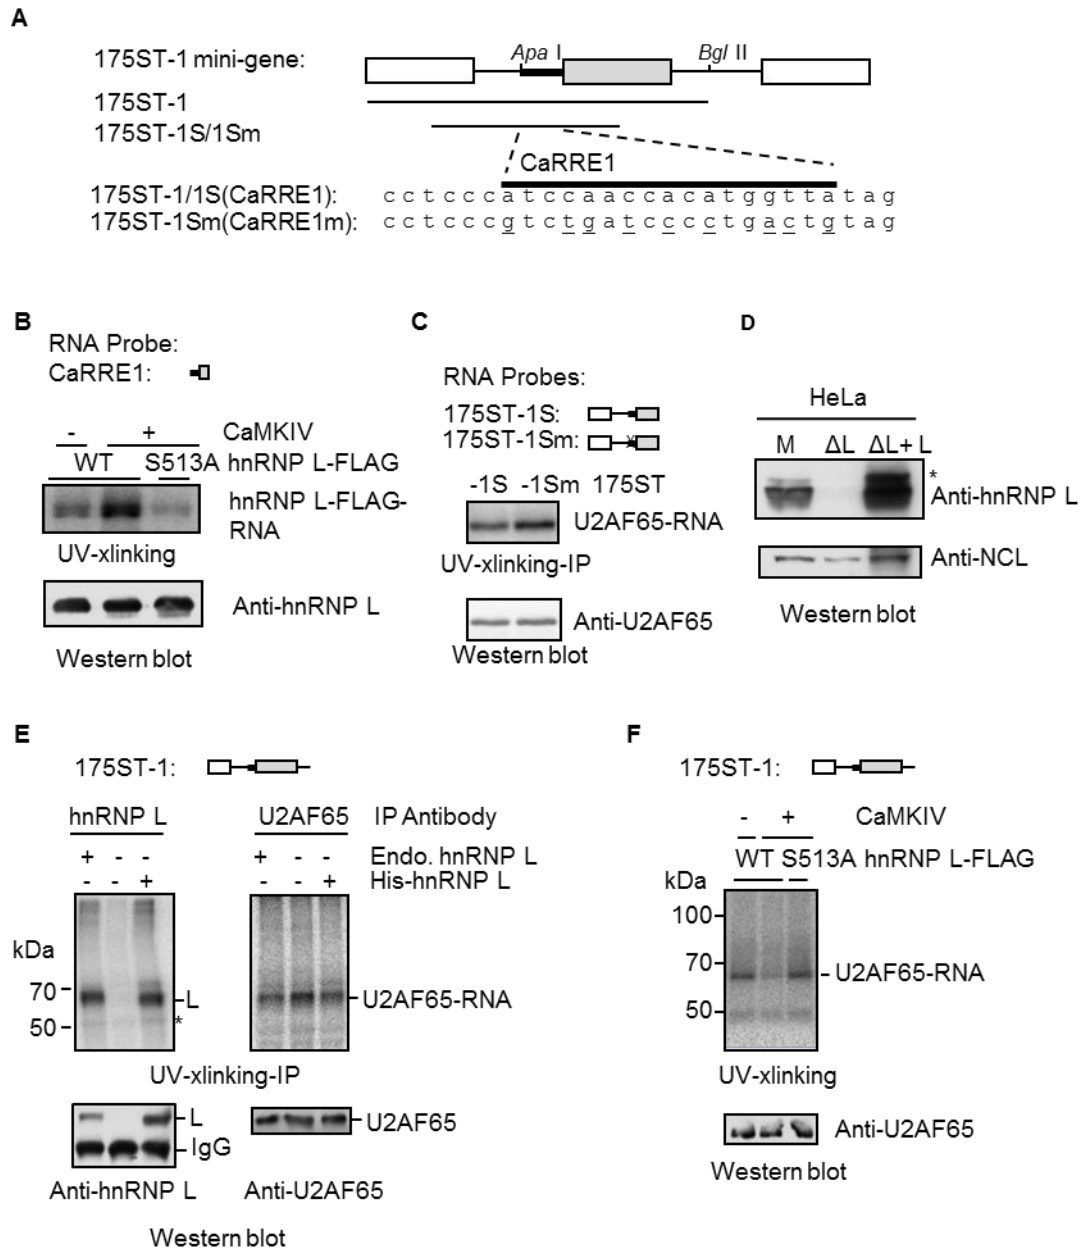 A
175ST-1 mini-gene:
Apa I
Bgl II
175ST-1
175ST-1S/1Sm
CaRRE1
175ST-1/1S(CaRRE1): cctcccatccaaccacatggttatag
175ST-1Sm(CaRRE1m): cctcccgtctgatcccccctgactgtag
B
RNA Probe:
CaRRE1:
- + CaMKIV
WT S513A hnRNP L-FLAG
hnRNP L-FLAG-
RNA
UV-xlinking
Anti-hnRNP L
Western blot
C
RNA Probes:
175ST-1S:
175ST-1Sm:
x
-1S -1Sm 175ST
U2AF65-RNA
UV-xlinking-IP
Anti-U2AF65
Western blot
D
HeLa
M ΔL ΔL+ L
*
Anti-hnRNP L
Anti-NCL
Western blot
E
175ST-1:
hnRNP L U2AF65 IP Antibody
+ - - + - - Endo. hnRNP L
- - + - - + His-hnRNP L
kDa
70
50
L
*
U2AF65-RNA
UV-xlinking-IP
L
IgG
U2AF65
Anti-hnRNP L Anti-U2AF65
Western blot
F
175ST-1:
- + CaMKIV
WT S513A hnRNP L-FLAG
kDa
100
70
50
U2AF65-RNA
UV-xlinking
Anti-U2AF65
Western blot